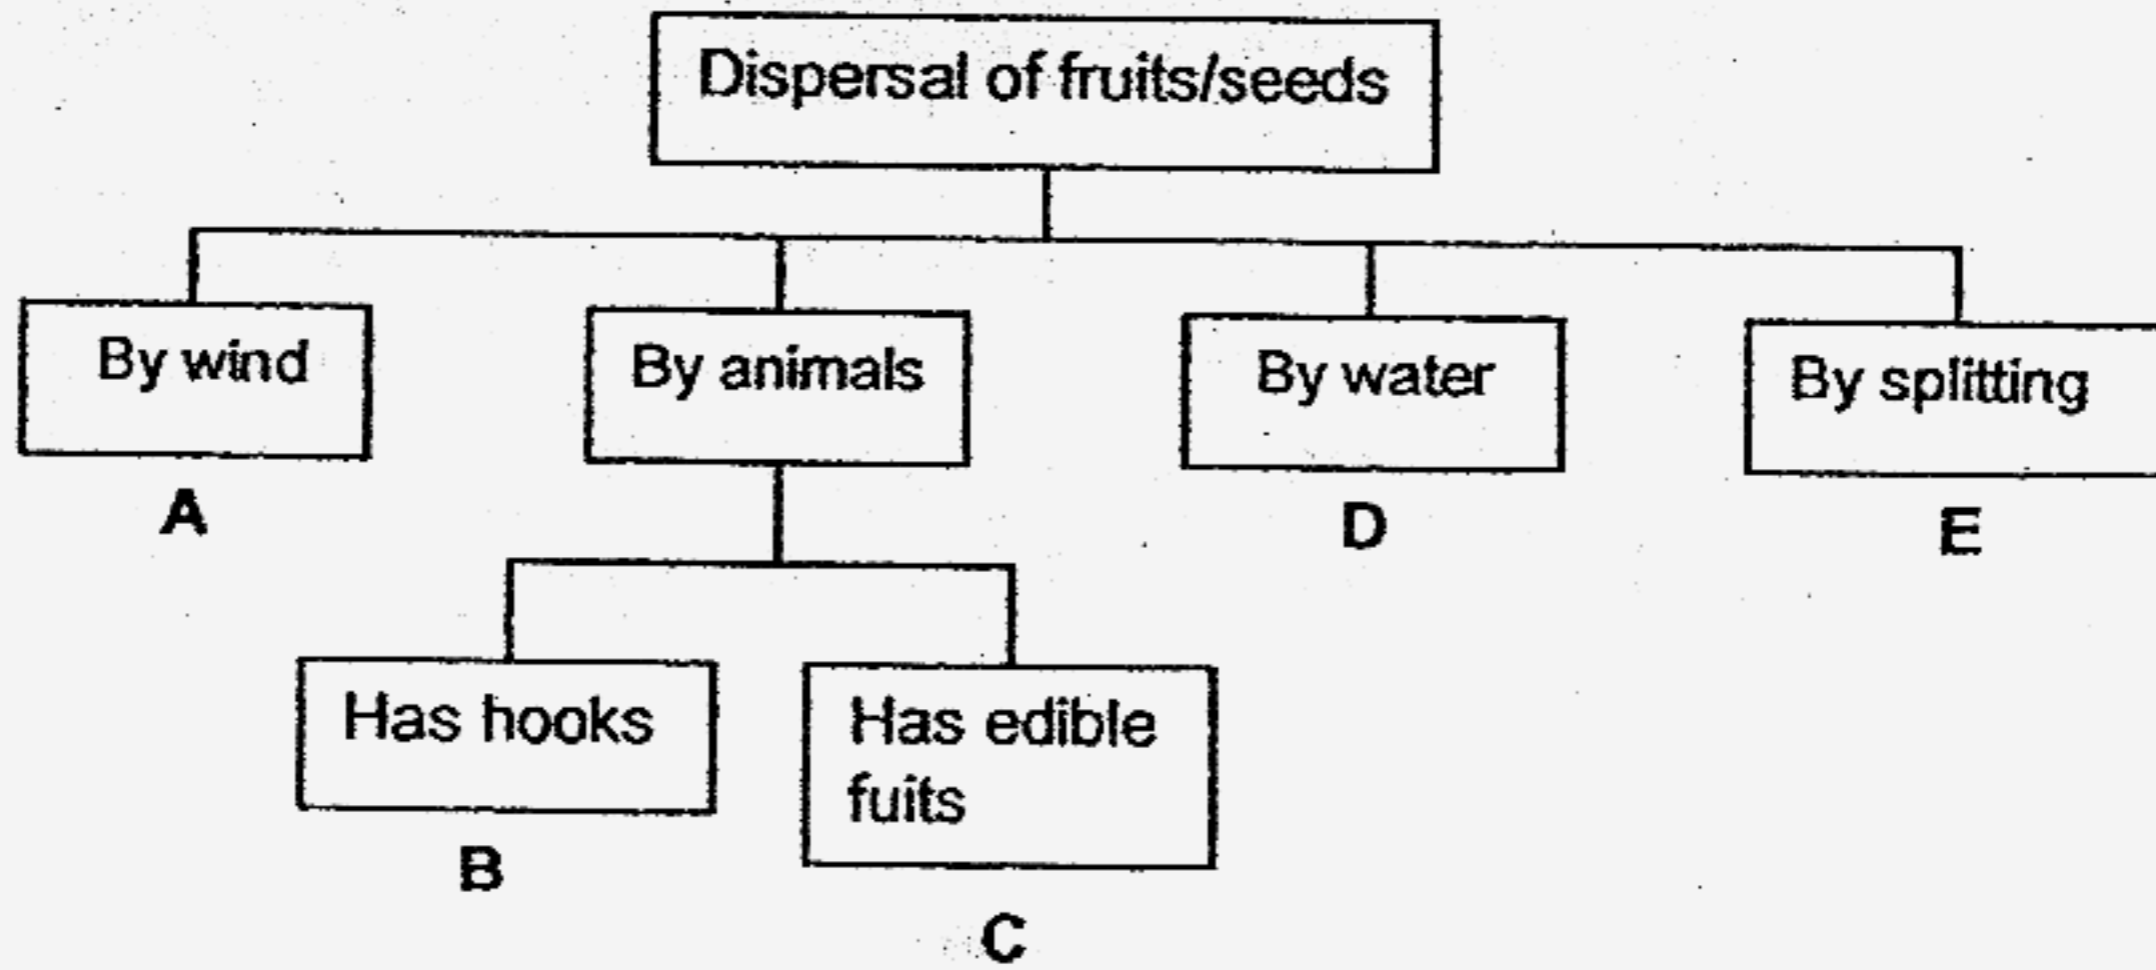 Dispersal of fruits/seeds
By wind
By animals
By water
By splitting
A
D
E
Has hooks
Has edible
fuits
B
C